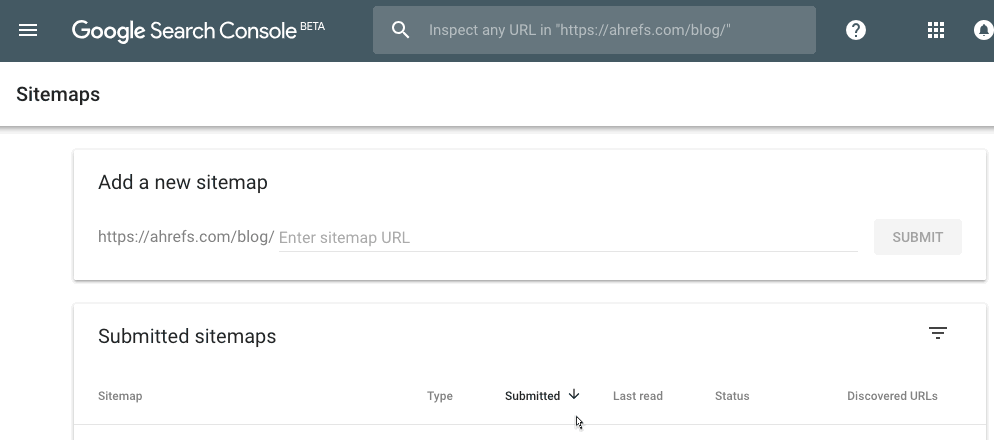 Google Search Console BETA
Inspect any URL in "https://ahrefs.com/blog/"
Sitemaps
Add a new sitemap
https://ahrefs.com/blog/ Enter sitemap URL
SUBMIT
Submitted sitemaps
Sitemap Type Submitted Last read Status Discovered URLs